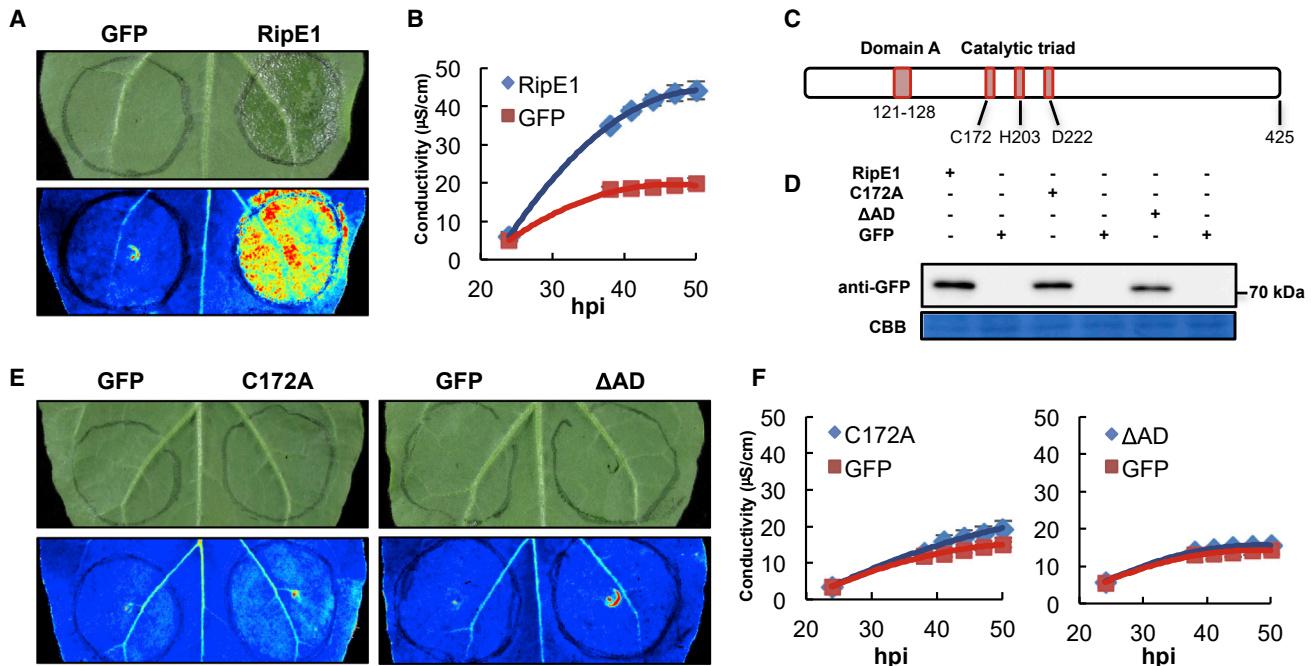 A
GFP RipE1
B
Conductivity (µS/cm)
50
40
30
20
10
0
RipE1
GFP
20 30 40 50
hpi
C
Domain A Catalytic triad
121-128
C172 H203 D222
425
D
RipE1 + - - - - -
C172A - - + - - -
ΔAD - - - - + -
GFP - + - + - +
anti-GFP
70 kDa
CBB
E
GFP C172A
GFP ΔAD
F
Conductivity (µS/cm)
50
40
30
20
10
0
C172A
GFP
20 30 40 50
hpi
50
40
30
20
10
0
ΔAD
GFP
20 30 40 50
hpi